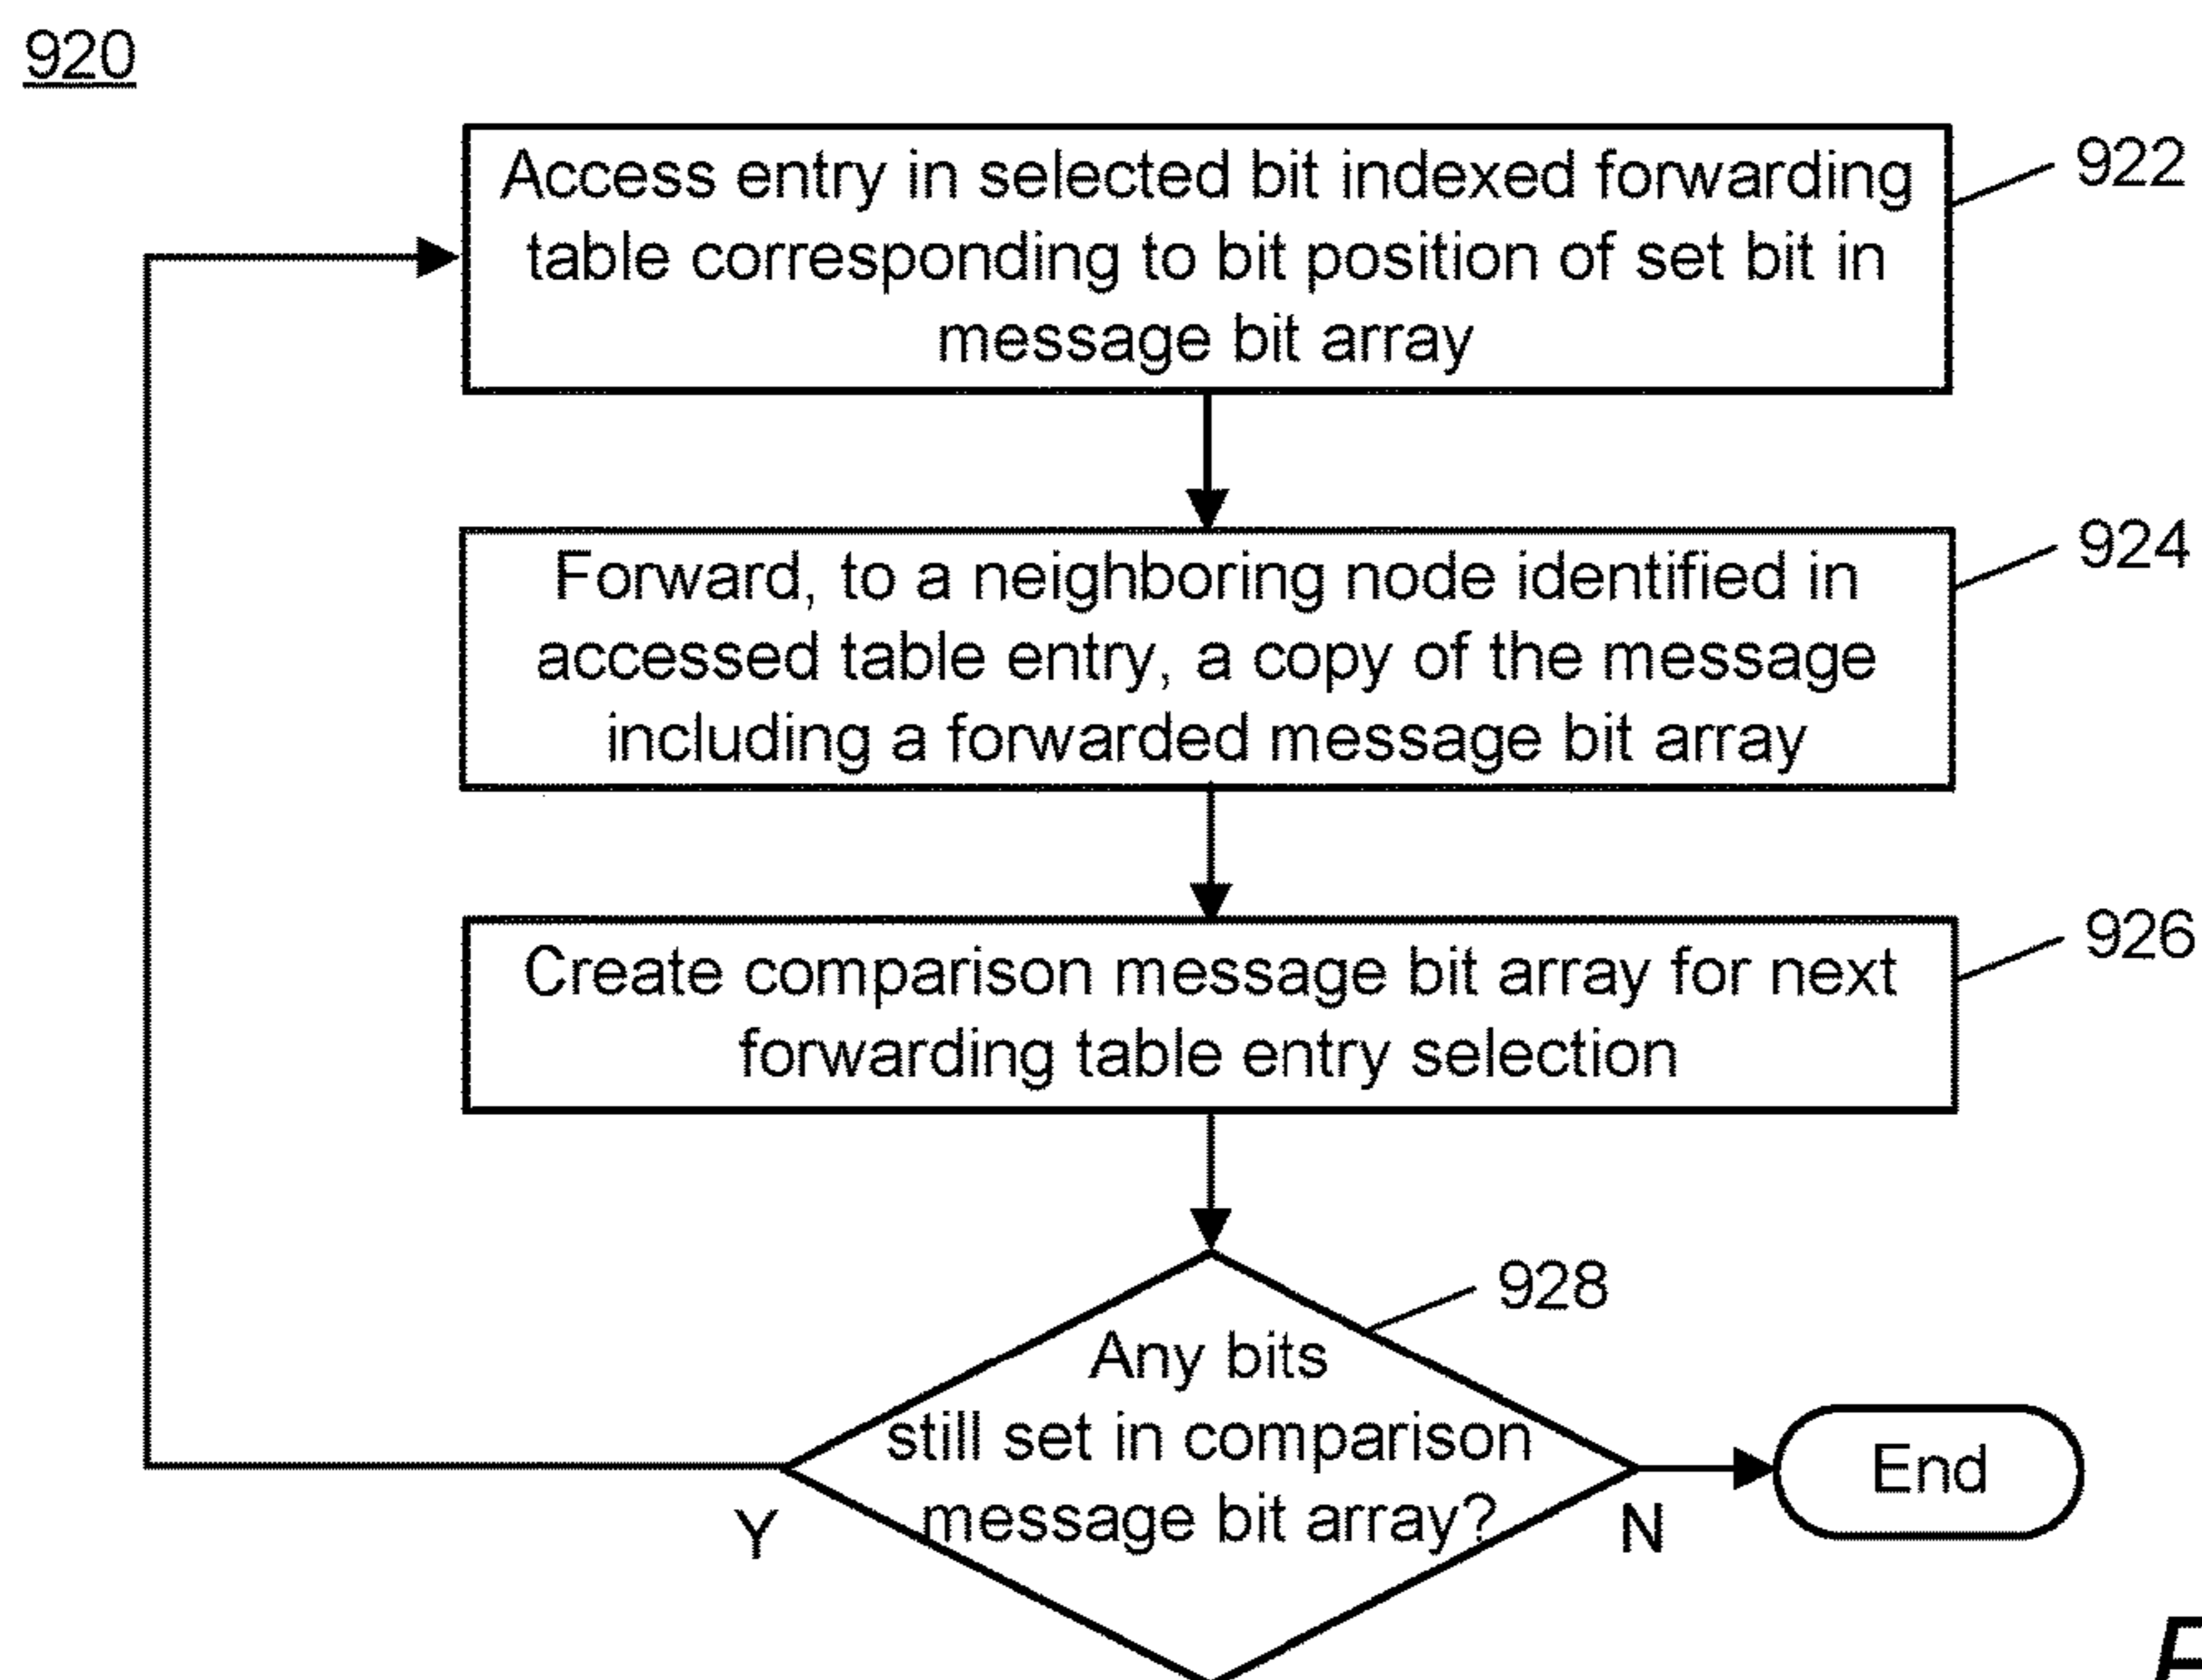 920
Access entry in selected bit indexed forwarding
table corresponding to bit position of set bit in
message bit array
922
Forward, to a neighboring node identified in
accessed table entry, a copy of the message
including a forwarded message bit array
924
Create comparison message bit array for next
forwarding table entry selection
926
928
Any bits
still set in comparison
message bit array?
Y
N
End